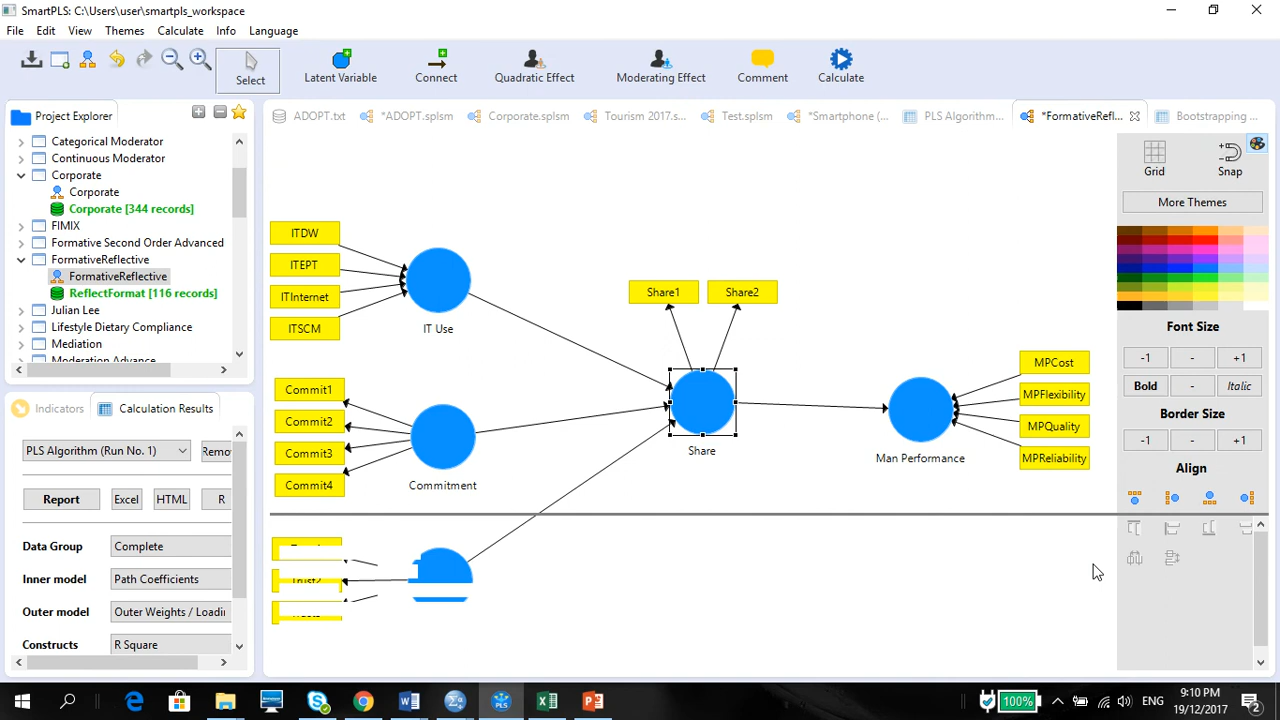 SmartPLS: C:\Users\user\smartpls_workspace
File Edit View Themes Calculate Info Language
Select
Latent Variable
Connect
Quadratic Effect
Moderating Effect
Comment
Calculate
Project Explorer
ADOPT.txt
*ADOPT.splsm
Corporate.splsm
Tourism 2017.s...
Test.splsm
*Smartphone (...
PLS Algorithm...
*FormativeRefl...
Bootstrapping ...
Categorical Moderator
Continuous Moderator
Corporate
Corporate
Corporate [344 records]
FIMIX
Formative Second Order Advanced
FormativeReflective
FormativeReflective
ReflectFormat [116 records]
Julian Lee
Lifestyle Dietary Compliance
Mediation
Moderation Advance
Indicators
Calculation Results
PLS Algorithm (Run No. 1)
Remov
Report
Excel
HTML
R
Data Group
Complete
Inner model
Path Coefficients
Outer model
Outer Weights / Loadi
Constructs
R Square
ITDW
ITEPT
ITInternet
ITSCM
IT Use
Commit1
Commit2
Commit3
Commit4
Commitment
Trust2
Share1
Share2
Share
MPCost
MPFlexibility
MPQuality
MPReliability
Man Performance
Grid
Snap
More Themes
Font Size
-1
-
+1
Bold
-
Italic
Border Size
-1
-
+1
Align
PLS
100%
ENG
9:10 PM
19/12/2017
2